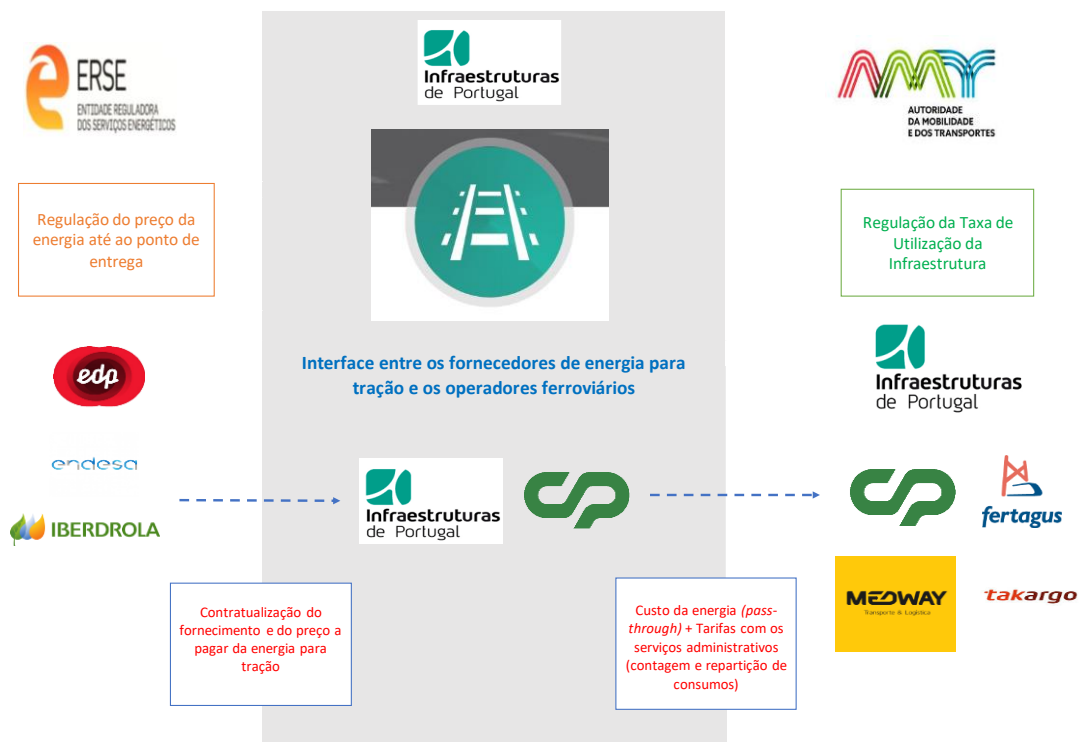 ERSE
ENTIDADE REGULADORA
DOS SERVIÇOS ENERGÉTICOS
Infraestruturas
de Portugal
AMT
AUTORIDADE
DA MOBILIDADE
E DOS TRANSPORTES
Regulação do preço da
energia até ao ponto de
entrega
Regulação da Taxa de
Utilização da
Infraestrutura
edp
Interface entre os fornecedores de energia para
tração e os operadores ferroviários
Infraestruturas
de Portugal
endesa
IBERDROLA
Infraestruturas
de Portugal
CP
CP
fertagus
Contratualização do
fornecimento e do preço a
pagar da energia para
tração
Custo da energia (pass-
through) + Tarifas com os
serviços administrativos
(contagem e repartição de
consumos)
MEDWAY
Transporte & Logística
takargo